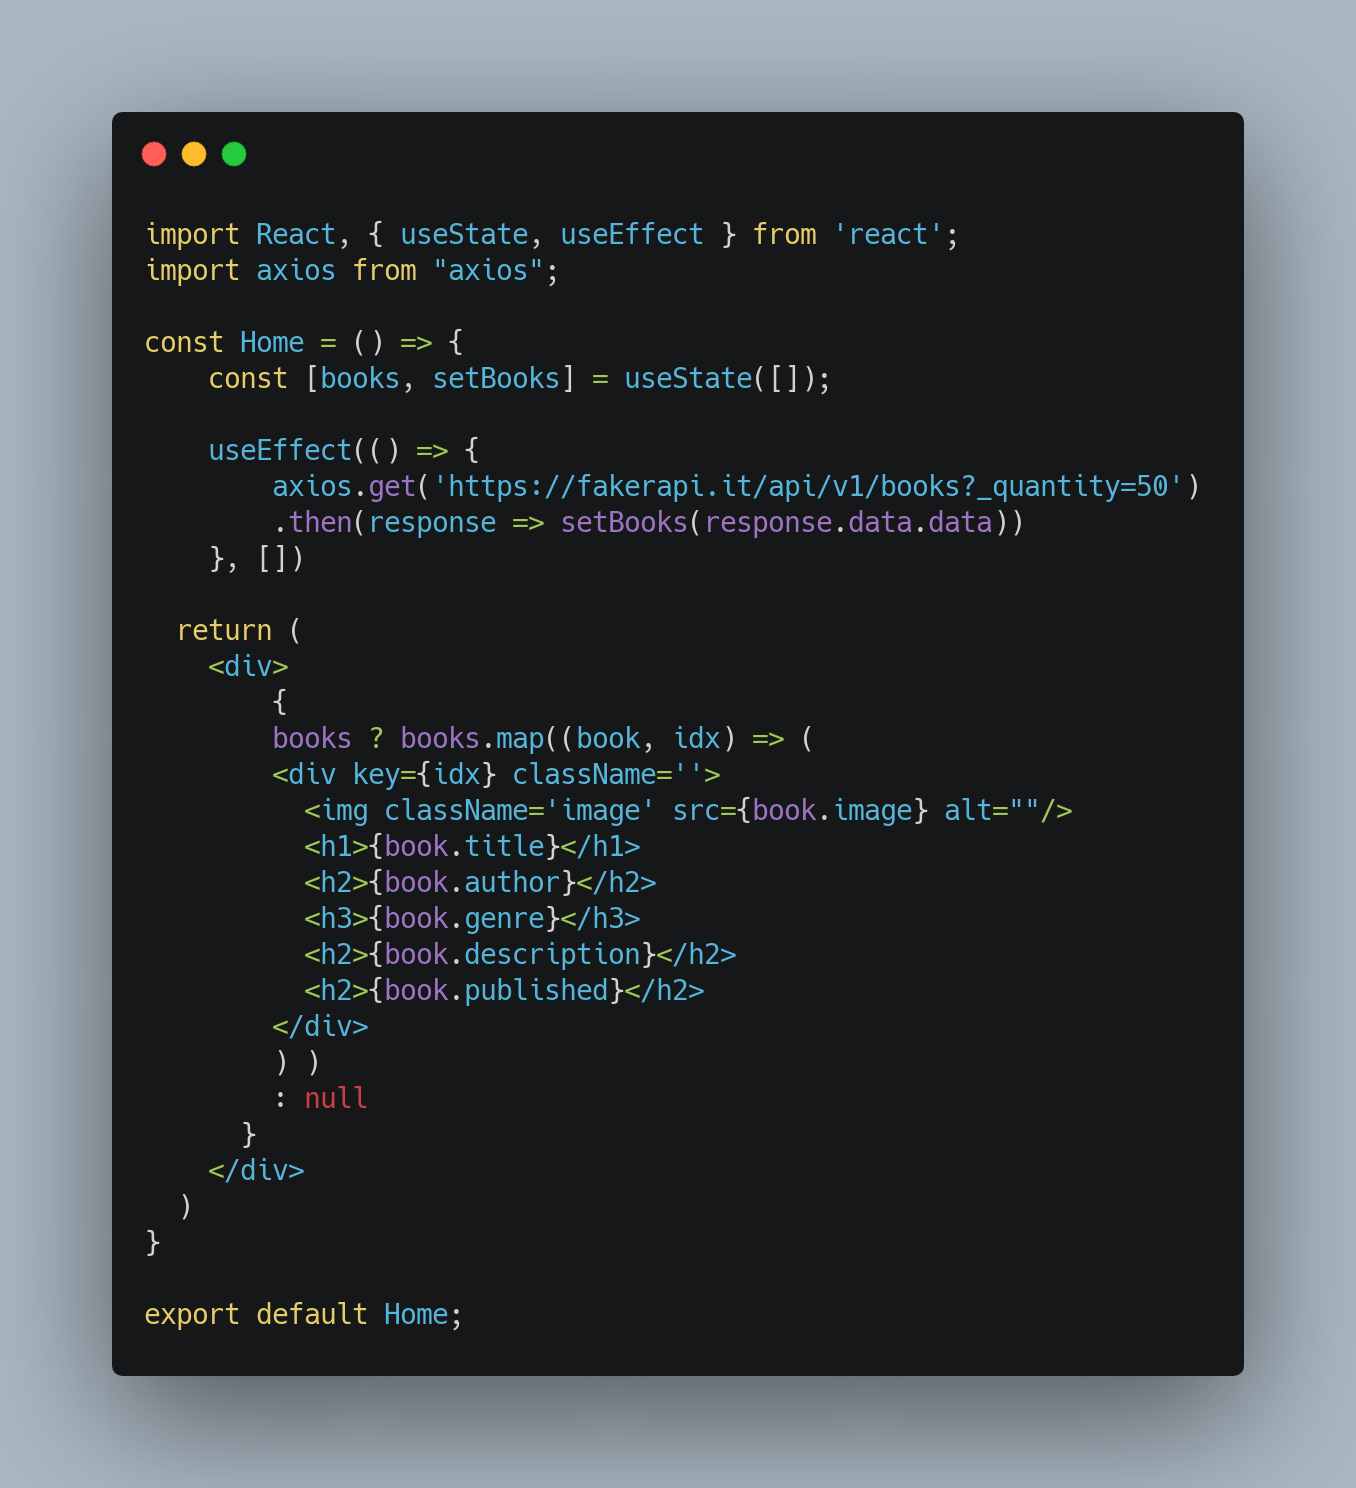 import React, { useState, useEffect } from 'react';
import axios from "axios";

const Home = () => {
    const [books, setBooks] = useState([]);

    useEffect(() => {
        axios.get('https://fakerapi.it/api/v1/books?_quantity=50')
        .then(response => setBooks(response.data.data))
    }, [])

  return (
    <div>
        {
        books ? books.map((book, idx) => (
        <div key={idx} className=''>
          <img className='image' src={book.image} alt=""/>
          <h1>{book.title}</h1>
          <h2>{book.author}</h2>
          <h3>{book.genre}</h3>
          <h2>{book.description}</h2>
          <h2>{book.published}</h2>
        </div>
        ) )
        : null
      }
    </div>
  )
}

export default Home;